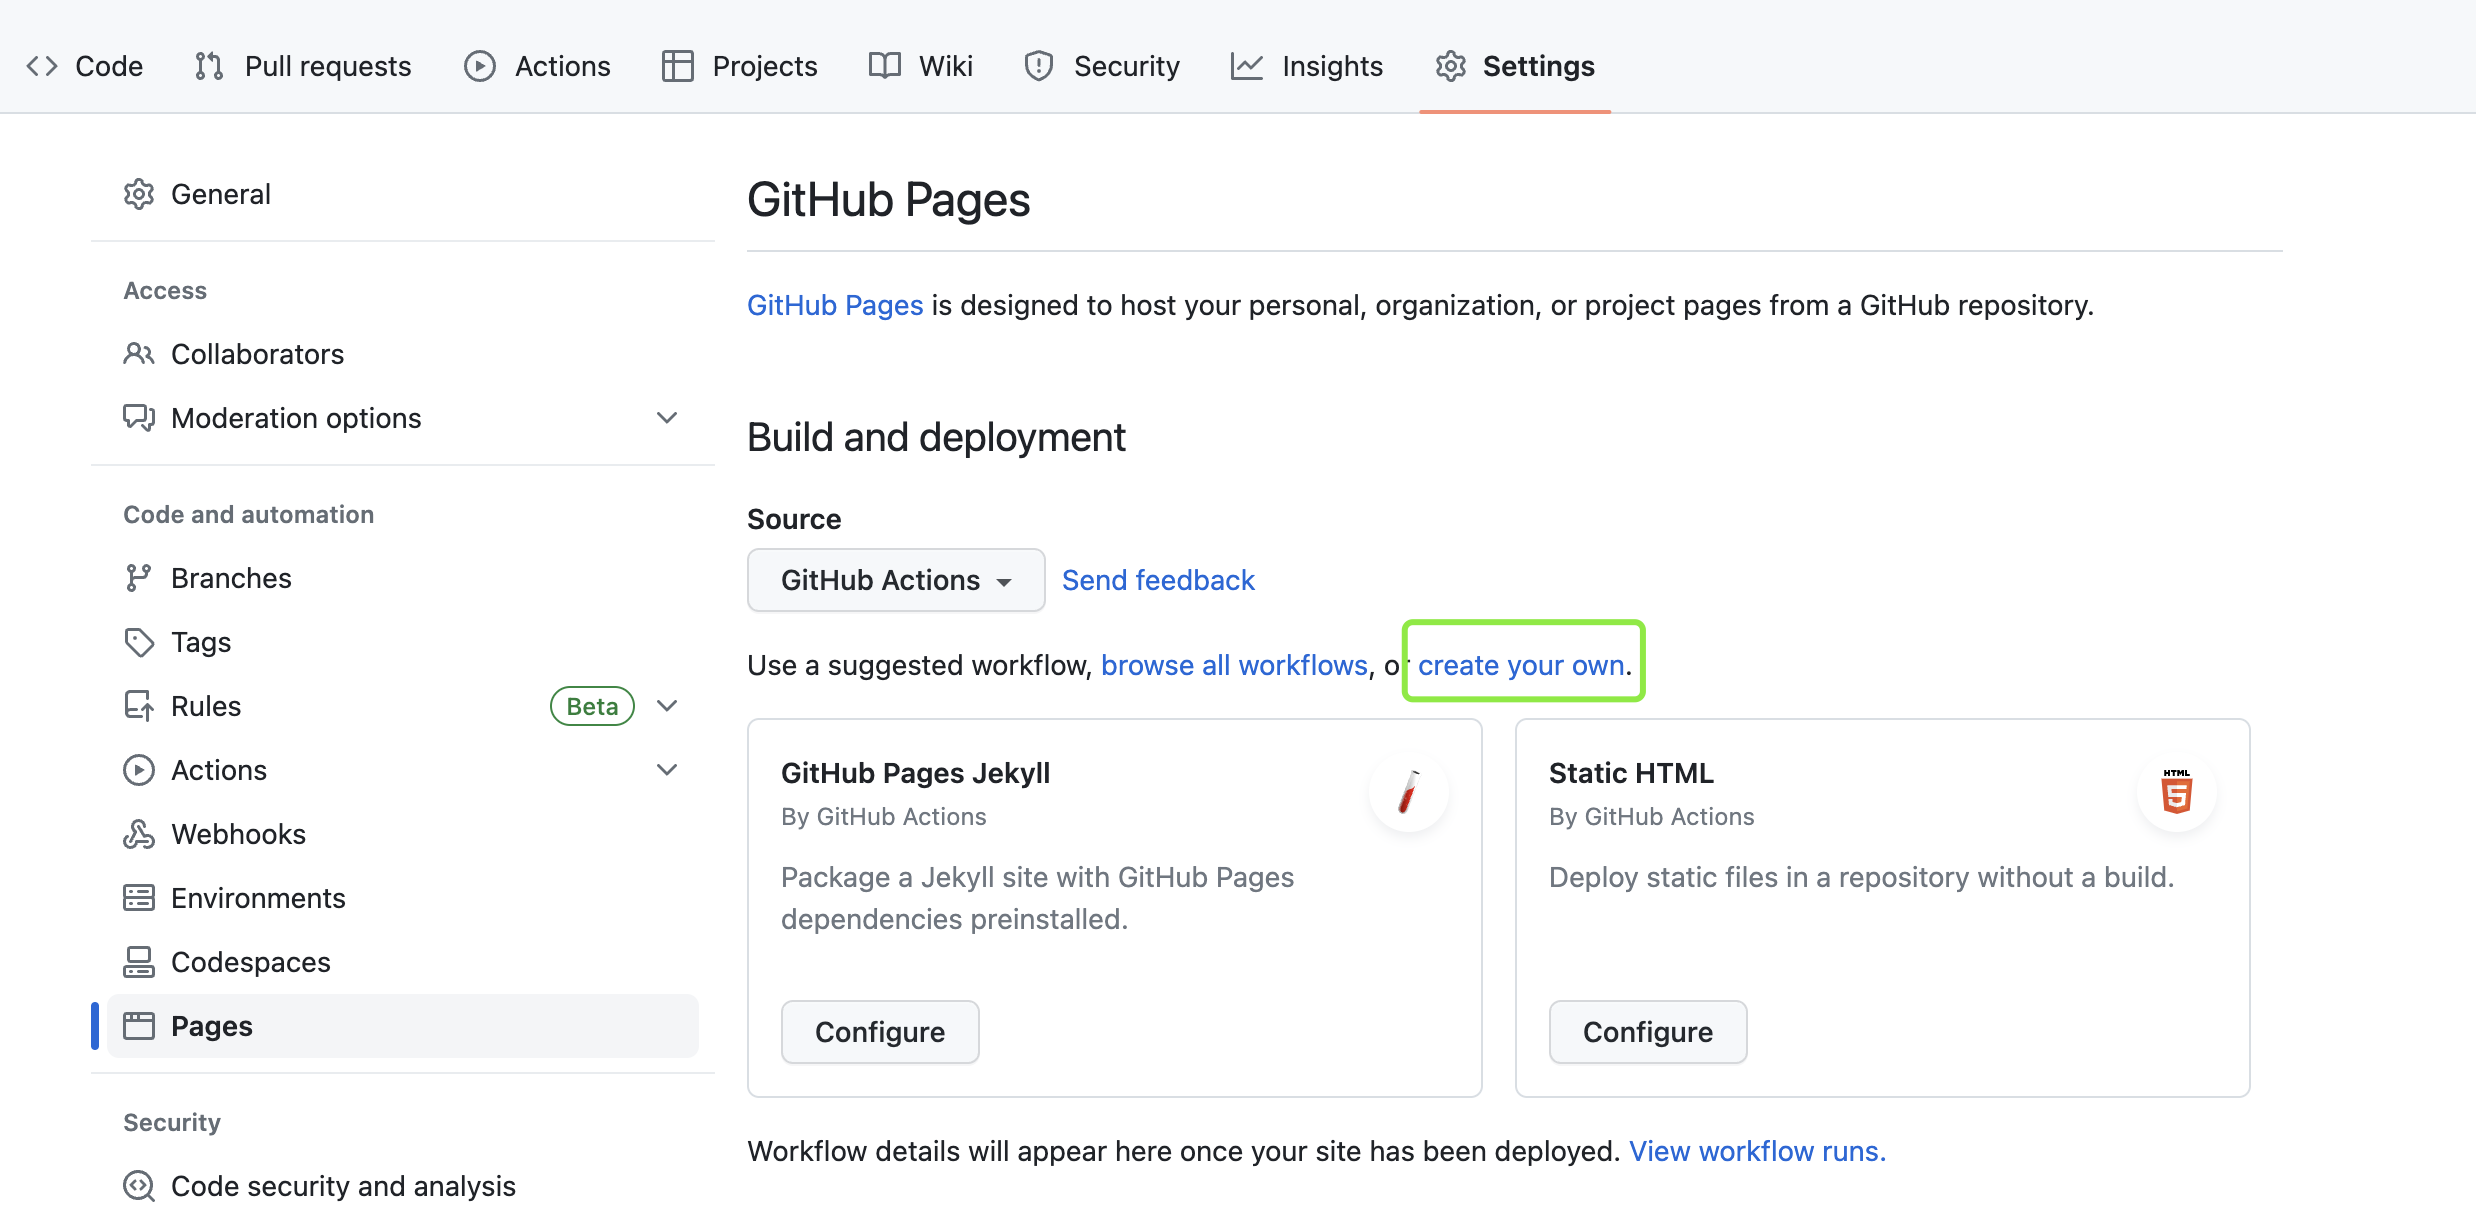 Code Pull requests Actions Projects Wiki Security Insights Settings
General
Access
Collaborators
Moderation options
Code and automation
Branches
Tags
Rules Beta
Actions
Webhooks
Environments
Codespaces
Pages
Security
Code security and analysis
GitHub Pages
GitHub Pages is designed to host your personal, organization, or project pages from a GitHub repository.
Build and deployment
Source
GitHub Actions Send feedback
Use a suggested workflow, browse all workflows, or create your own.
GitHub Pages Jekyll
By GitHub Actions
Package a Jekyll site with GitHub Pages
dependencies preinstalled.
Configure
Static HTML
HTML
5
By GitHub Actions
Deploy static files in a repository without a build.
Configure
Workflow details will appear here once your site has been deployed. View workflow runs.